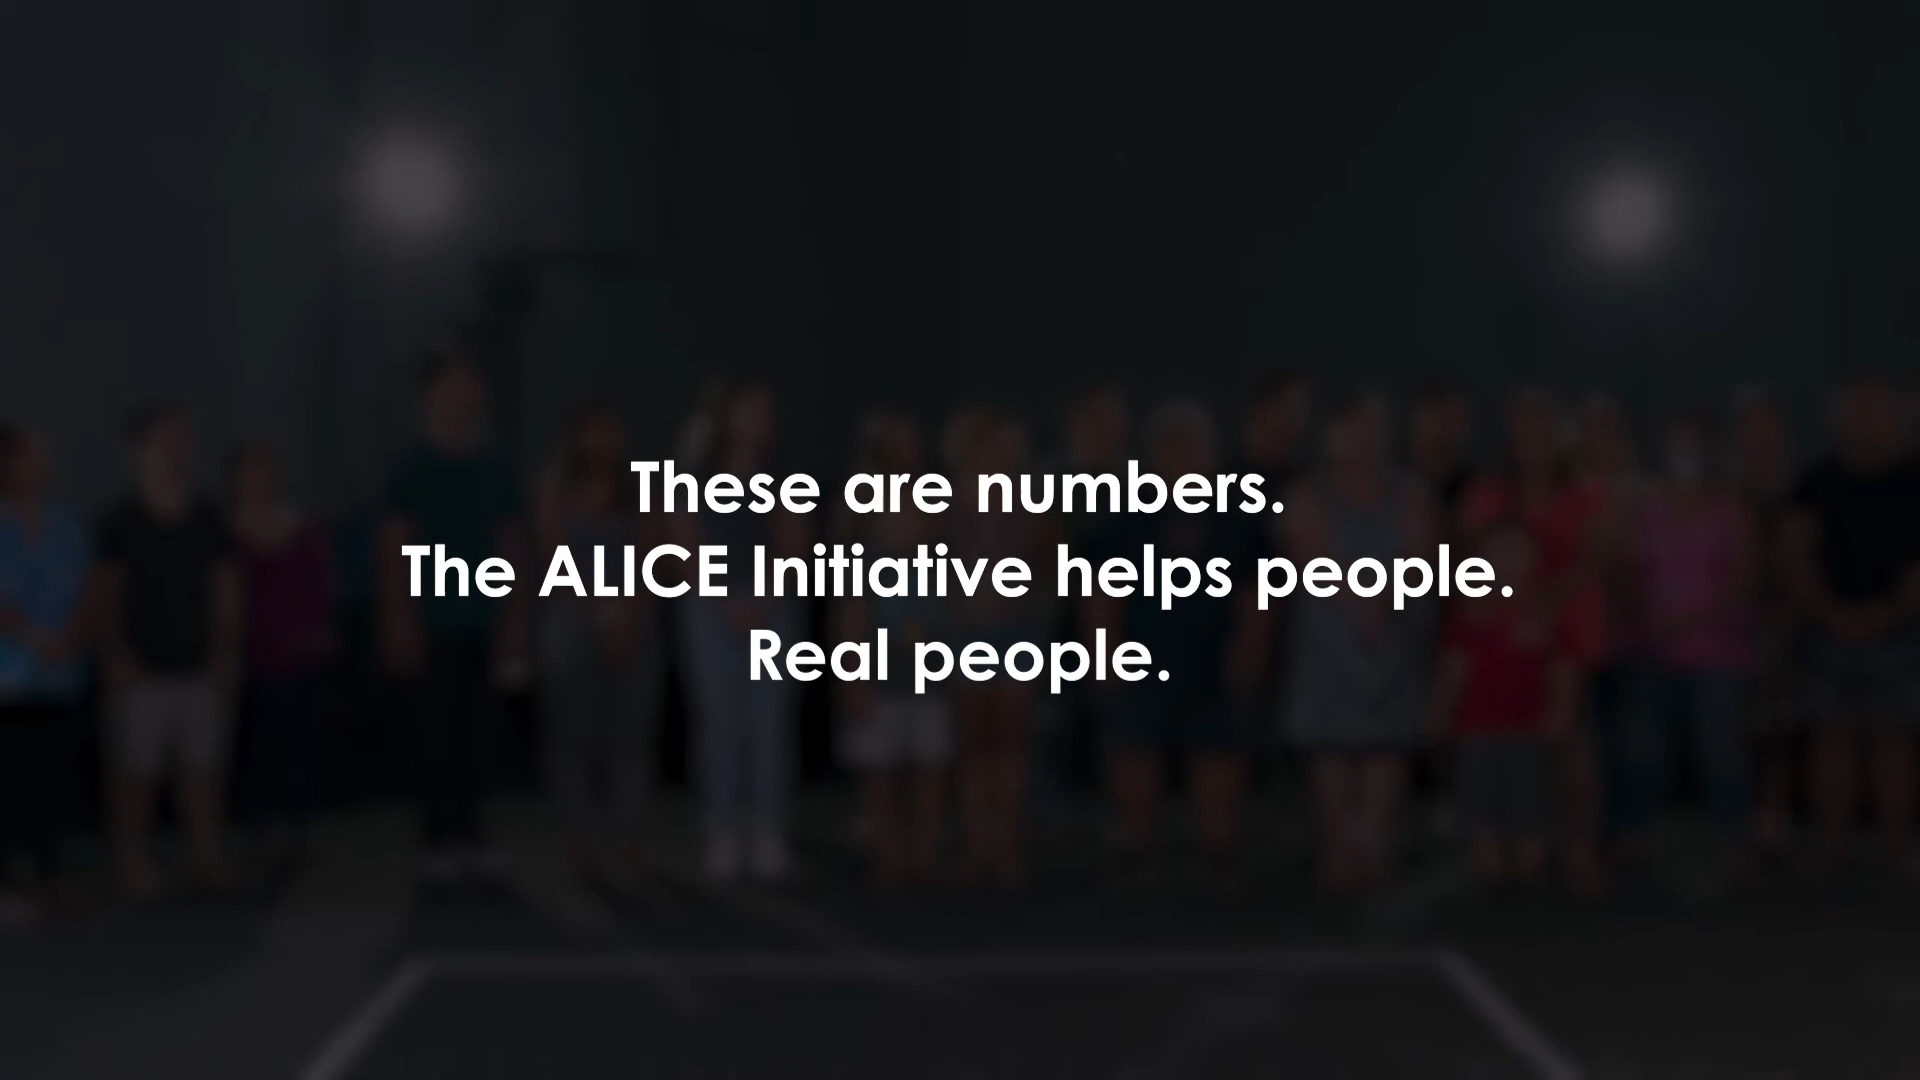 These are numbers.
The ALICE Initiative helps people.
Real people.